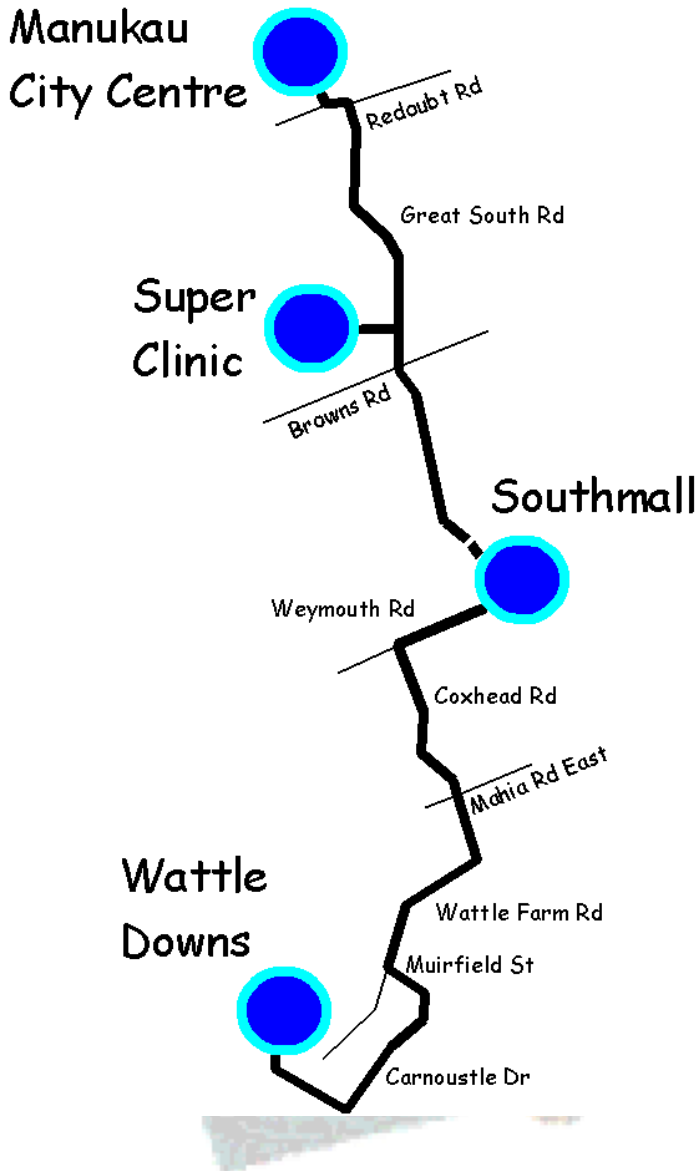 Manukau
City Centre
Redoubt Rd
Great South Rd
Super
Clinic
Browns Rd
Southmall
Weymouth Rd
Coxhead Rd
Mahia Rd East
Wattle
Downs
Wattle Farm Rd
Muirfield St
Carnoustle Dr